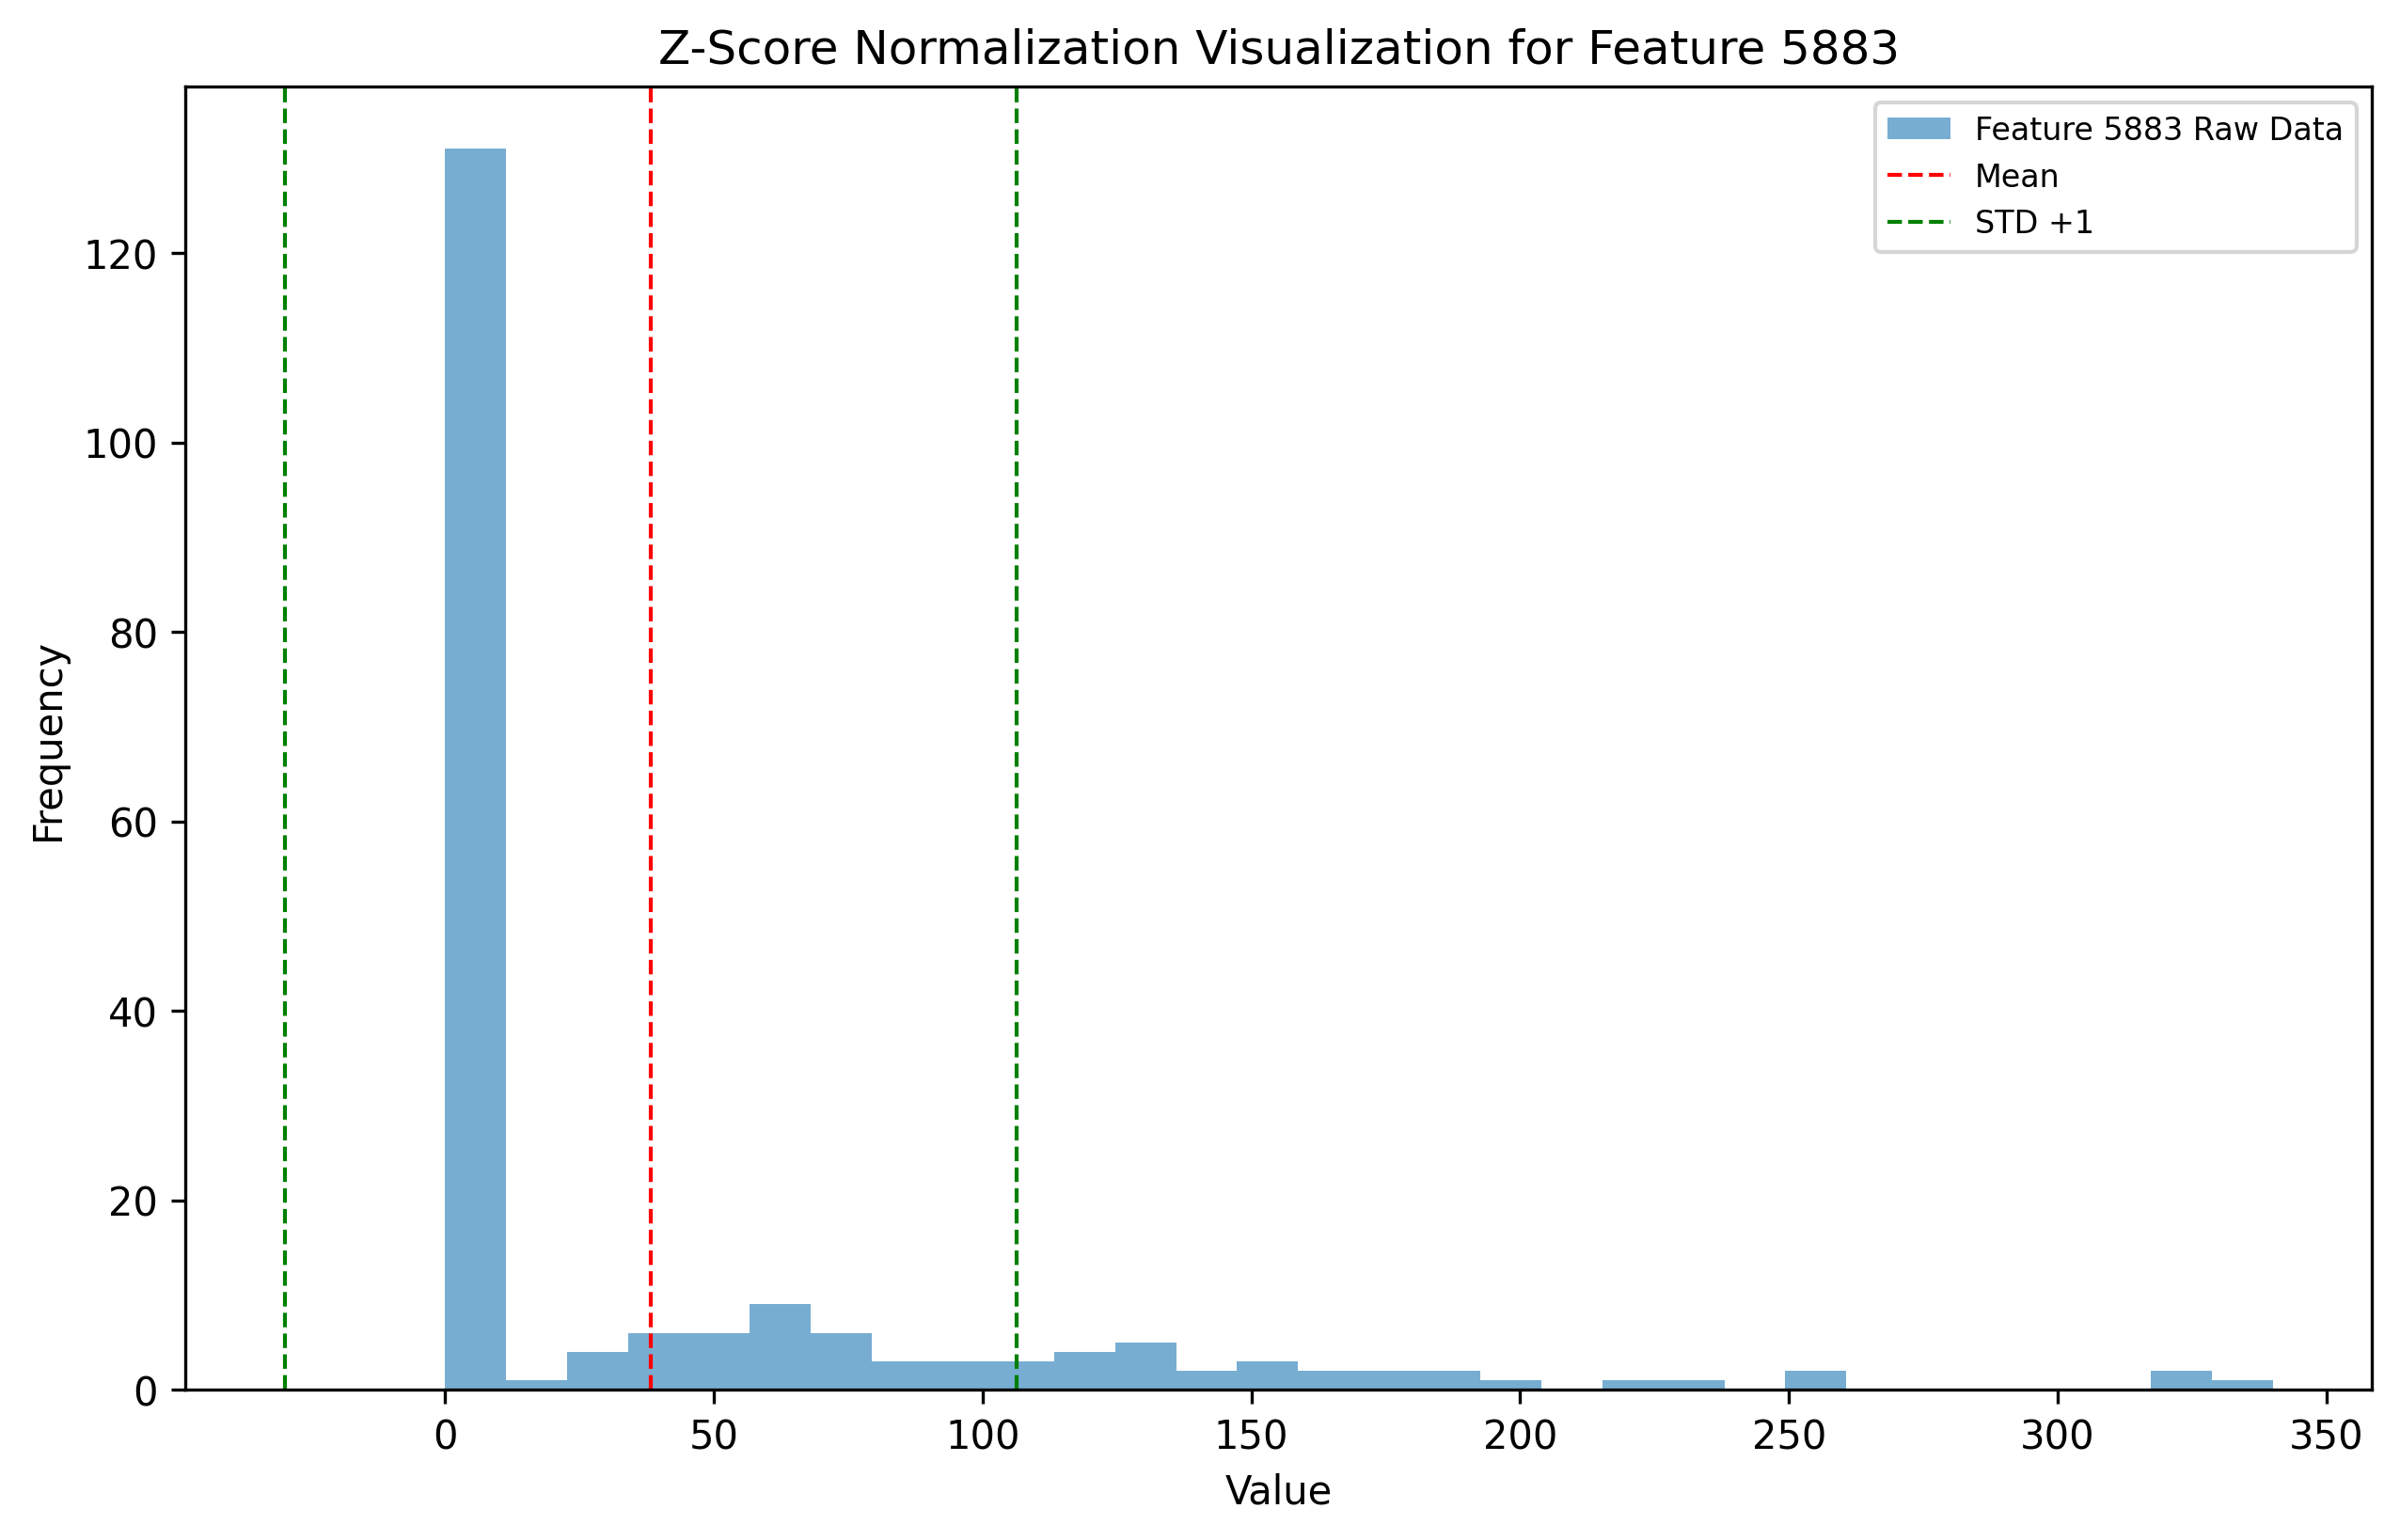 Z-Score Normalization Visualization for Feature 5883
Feature 5883 Raw Data
Mean
STD +1
120
100
80
60
40
20
0
Frequency
0 50 100 150 200 250 300 350
Value